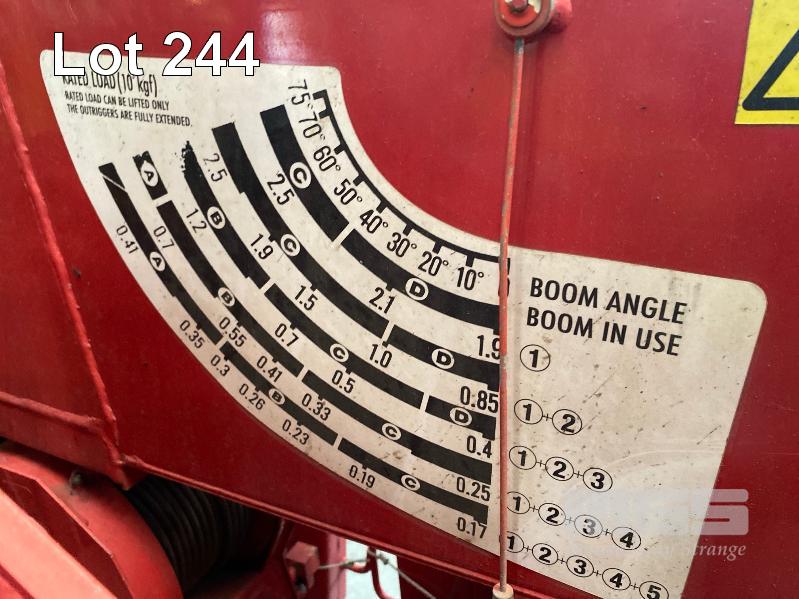 Lot 244
RATED LOAD (10 kgf)
RATED LOAD CAN BE LIFTED ONLY
THE OUTRIGGERS ARE FULLY EXTENDED.
75° 70° 60° 50° 40° 30° 20° 10°
BOOM ANGLE
BOOM IN USE
C D
2.5 2.1 1.9 1
C D
2.5 1.9 1.5 1.0 0.85 1+2
B C D
1.2 0.7 0.5 0.4 1+2+3
A B C
0.7 0.55 0.41 0.33 0.25 1+2+3+4
A B C
0.41 0.35 0.3 0.26 0.23 0.19 0.17 1+2+3+4+5